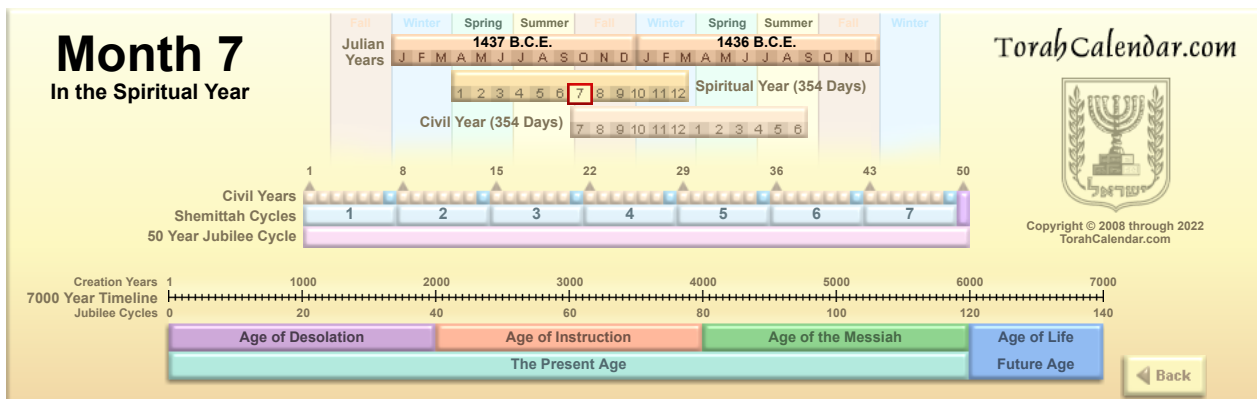 Fall Winter Spring Summer Fall Winter Spring Summer Fall Winter
Month 7
In the Spiritual Year
Julian Years
1437 B.C.E. 1436 B.C.E.
J F M A M J J A S O N D J F M A M J J A S O N D
1 2 3 4 5 6 7 8 9 10 11 12 Spiritual Year (354 Days)
Civil Year (354 Days) 7 8 9 10 11 12 1 2 3 4 5 6
TorahCalendar.com
ישראל
Copyright © 2008 through 2022
TorahCalendar.com
1 8 15 22 29 36 43 50
Civil Years
Shemittah Cycles 1 2 3 4 5 6 7
50 Year Jubilee Cycle
Creation Years 1 1000 2000 3000 4000 5000 6000 7000
7000 Year Timeline
Jubilee Cycles 0 20 40 60 80 100 120 140
Age of Desolation Age of Instruction Age of the Messiah Age of Life
The Present Age Future Age
Back